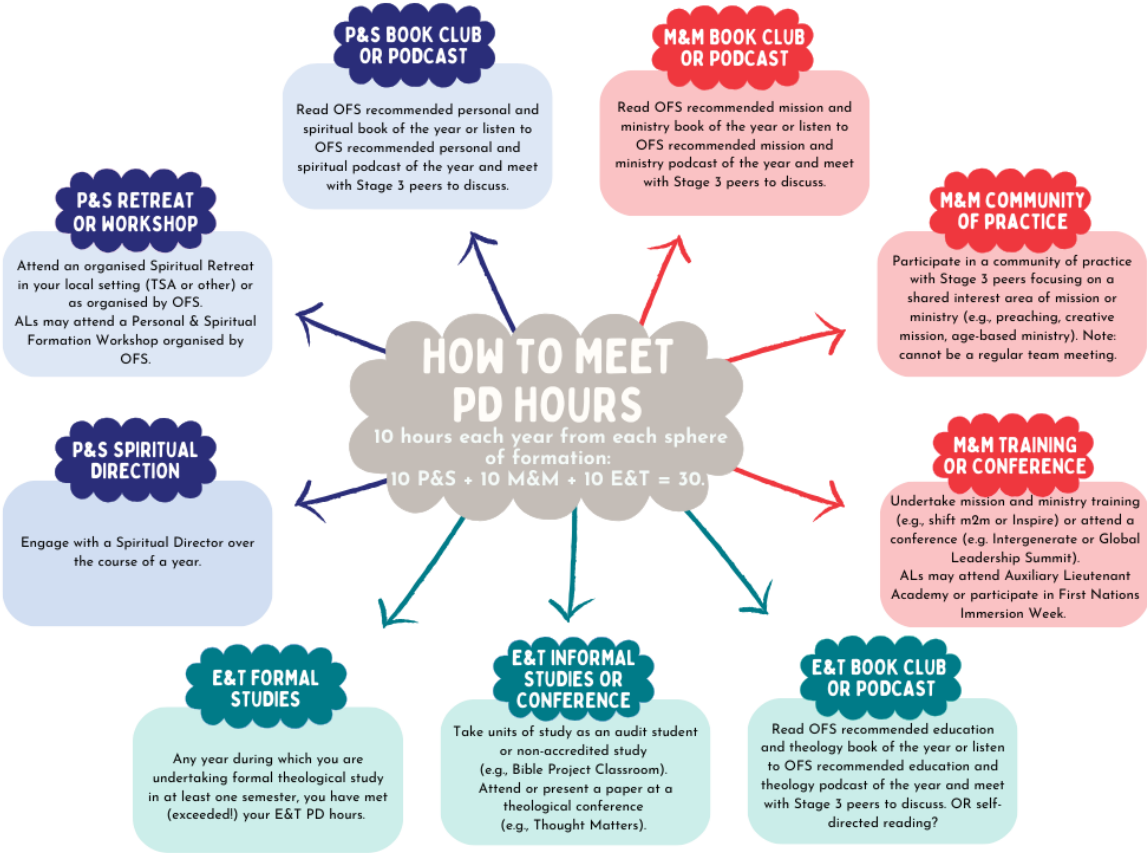 P&S BOOK CLUB
OR PODCAST
Read OFS recommended personal and
spiritual book of the year or listen to
OFS recommended personal and
spiritual podcast of the year and meet
with Stage 3 peers to discuss.
M&M BOOK CLUB
OR PODCAST
Read OFS recommended mission and
ministry book of the year or listen to
OFS recommended mission and
ministry podcast of the year and meet
with Stage 3 peers to discuss.
P&S RETREAT
OR WORKSHOP
Attend an organised Spiritual Retreat
in your local setting (TSA or other) or
as organised by OFS.
ALs may attend a Personal & Spiritual
Formation Workshop organised by
OFS.
M&M COMMUNITY
OF PRACTICE
Participate in a community of practice
with Stage 3 peers focusing on a
shared interest area of mission or
ministry (e.g., preaching, creative
mission, age-based ministry). Note:
cannot be a regular team meeting.
HOW TO MEET
PD HOURS
10 hours each year from each sphere
of formation:
10 P&S + 10 M&M + 10 E&T = 30.
P&S SPIRITUAL
DIRECTION
Engage with a Spiritual Director over
the course of a year.
M&M TRAINING
OR CONFERENCE
Undertake mission and ministry training
(e.g., shift m2m or Inspire) or attend a
conference (e.g. Intergenerate or Global
Leadership Summit).
ALs may attend Auxiliary Lieutenant
Academy or participate in First Nations
Immersion Week.
E&T FORMAL
STUDIES
Any year during which you are
undertaking formal theological study
in at least one semester, you have met
(exceeded!) your E&T PD hours.
E&T INFORMAL
STUDIES OR
CONFERENCE
Take units of study as an audit student
or non-accredited study
(e.g., Bible Project Classroom).
Attend or present a paper at a
theological conference
(e.g., Thought Matters).
E&T BOOK CLUB
OR PODCAST
Read OFS recommended education
and theology book of the year or listen
to OFS recommended education and
theology podcast of the year and meet
with Stage 3 peers to discuss. OR self-
directed reading?